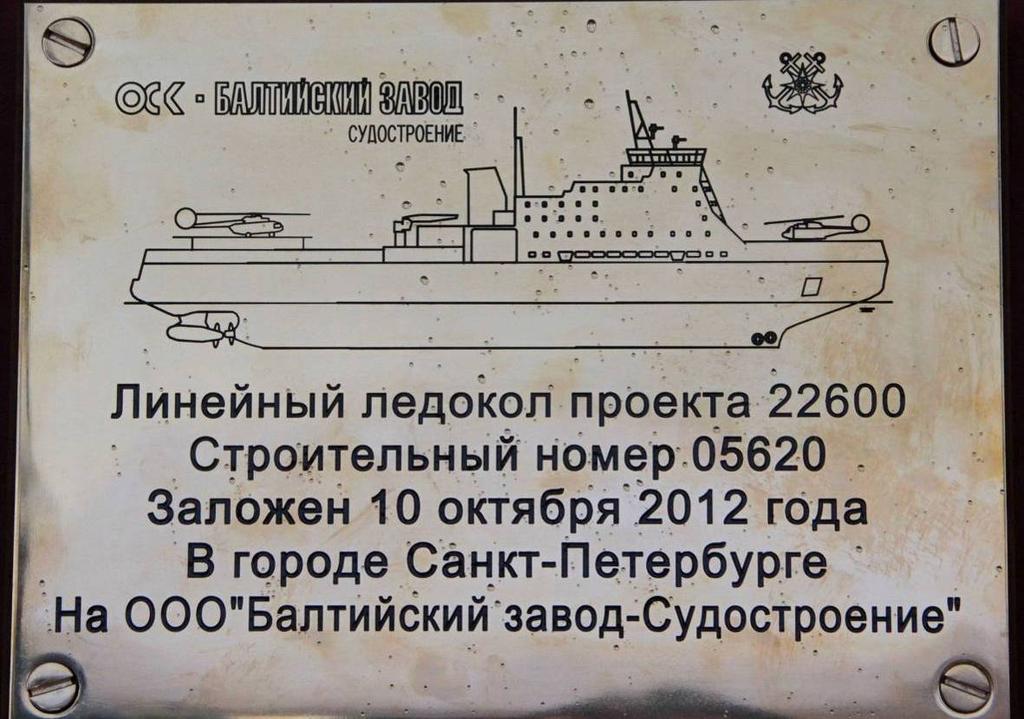 ОСК · БАЛТИЙСКИЙ ЗАВОД
СУДОСТРОЕНИЕ
Линейный ледокол проекта 22600
Строительный номер 05620
Заложен 10 октября 2012 года
В городе Санкт-Петербурге
На ООО"Балтийский завод-Судостроение"